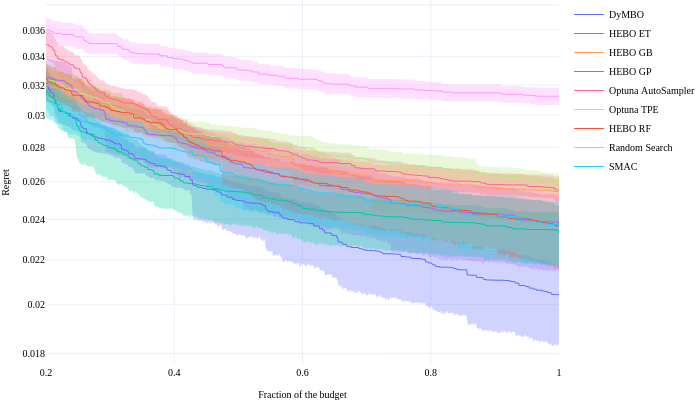 0.036
0.034
0.032
0.03
0.028
0.026
0.024
0.022
0.02
0.018
Regret
0.2
0.4
0.6
0.8
1
Fraction of the budget
DyMBO
HEBO ET
HEBO GB
HEBO GP
Optuna AutoSampler
Optuna TPE
HEBO RF
Random Search
SMAC